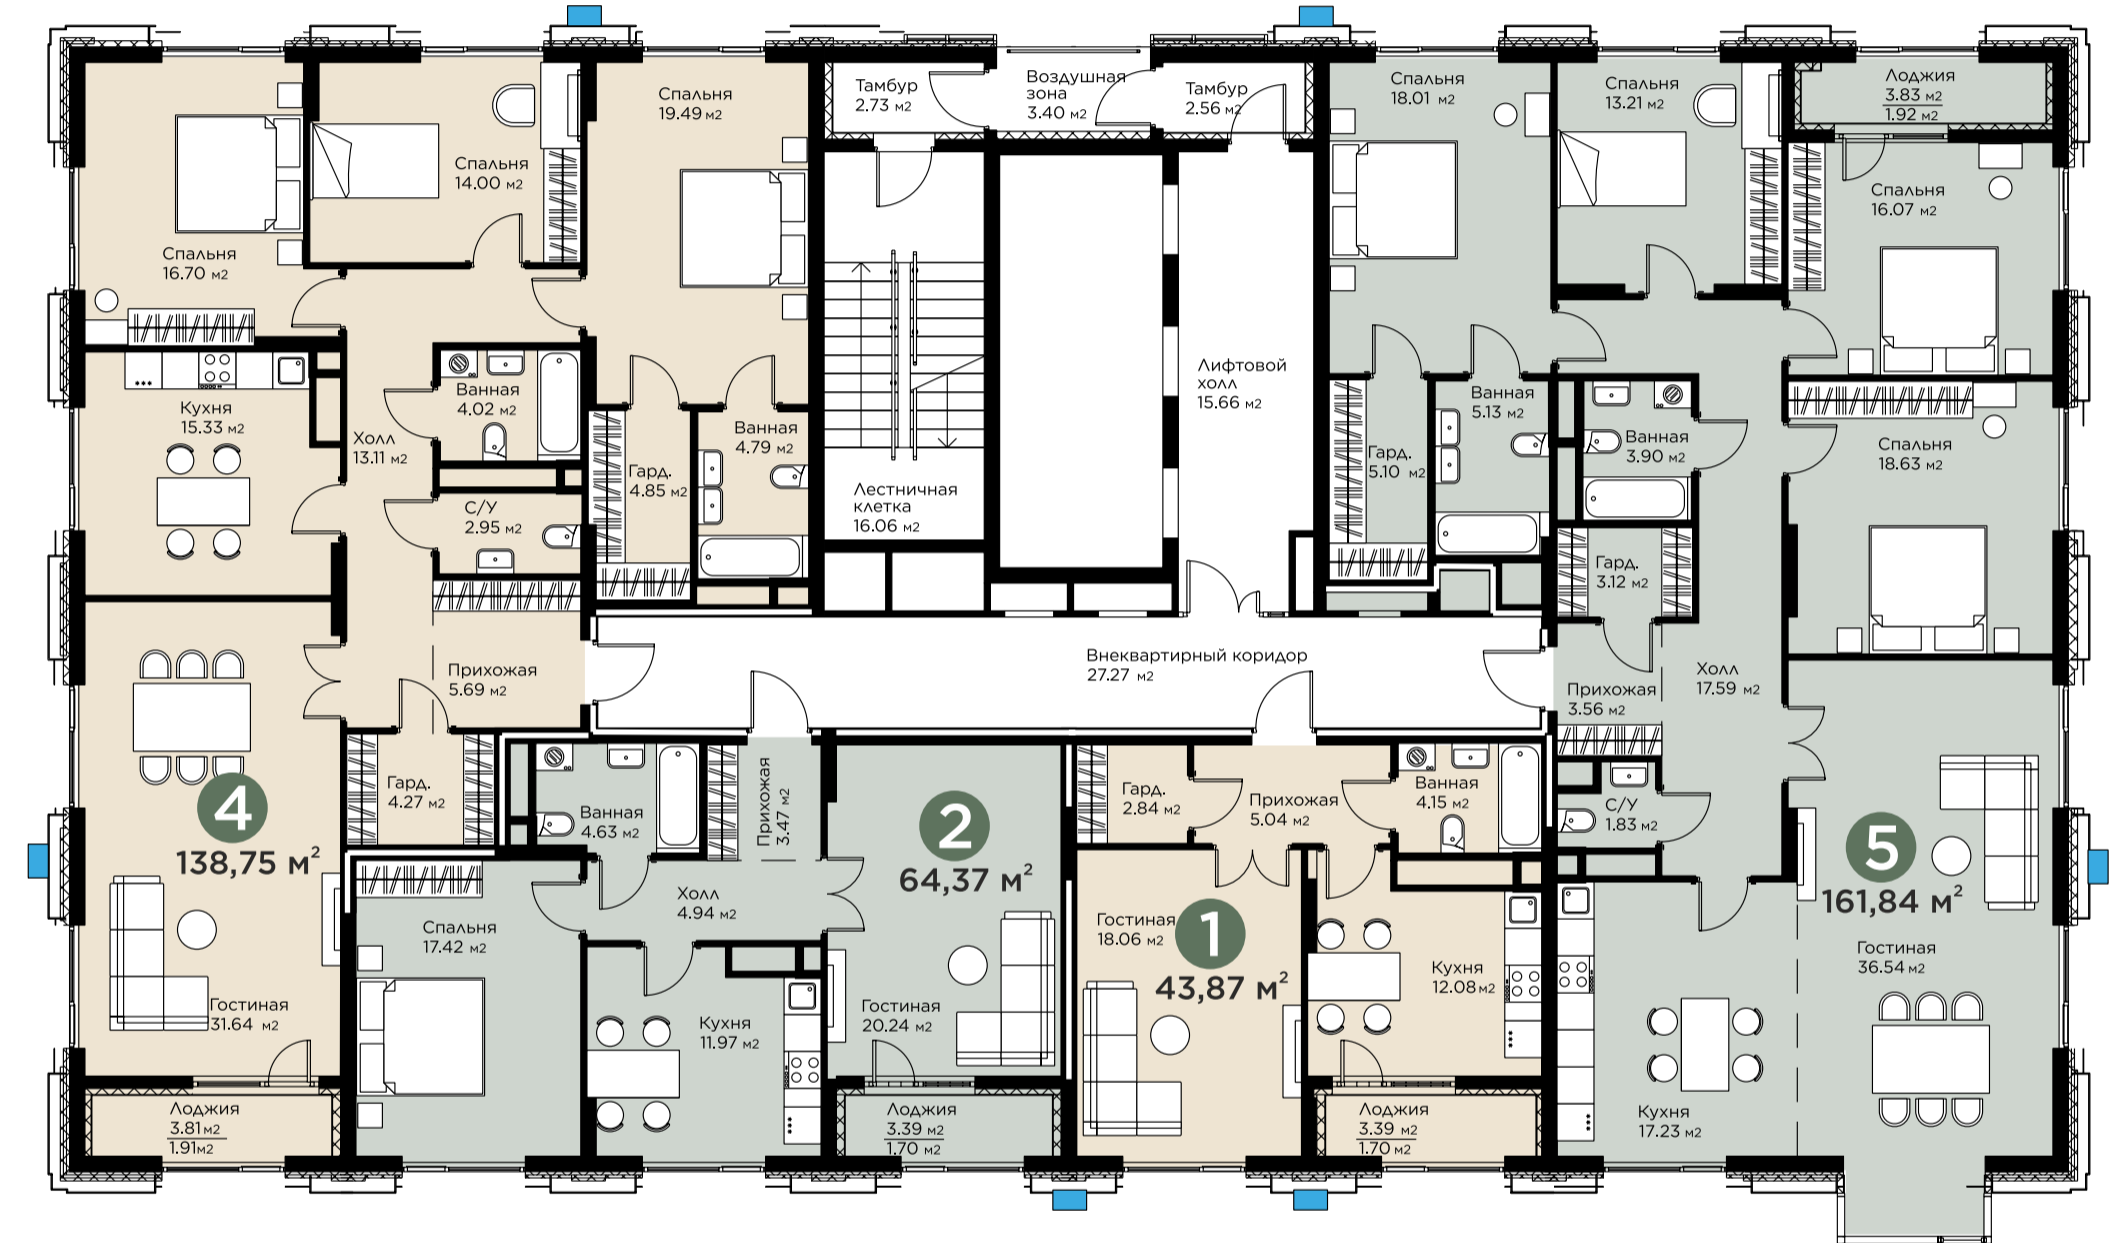 Спальня
16.70 м2
Спальня
14.00 м2
Спальня
19.49 м2
Тамбур
2.73 м2
Воздушная
зона
3.40 м2
Тамбур
2.56 м2
Спальня
18.01 м2
Спальня
13.21 м2
Лоджия
3.83 м2
1.92 м2
Спальня
16.07 м2
Кухня
15.33 м2
Холл
13.11 м2
Ванная
4.02 м2
С/У
2.95 м2
Гард.
4.85 м2
Ванная
4.79 м2
Лестничная
клетка
16.06 м2
Лифтовой
холл
15.66 м2
Гард.
5.10 м2
Ванная
5.13 м2
Ванная
3.90 м2
Спальня
18.63 м2
Гард.
3.12 м2
Прихожая
5.69 м2
Внеквартирный коридор
27.27 м2
Прихожая
3.56 м2
Холл
17.59 м2
4
138,75 м²
Гард.
4.27 м2
Ванная
4.63 м2
Прихожая
3.47 м2
2
64,37 м²
Гард.
2.84 м2
Прихожая
5.04 м2
Ванная
4.15 м2
С/У
1.83 м2
5
161,84 м²
Гостиная
36.54 м2
Спальня
17.42 м2
Холл
4.94 м2
Гостиная
18.06 м2
1
43,87 м²
Кухня
12.08 м2
Гостиная
31.64 м2
Кухня
11.97 м2
Гостиная
20.24 м2
Кухня
17.23 м2
Лоджия
3.81 м2
1.91м2
Лоджия
3.39 м2
1.70 м2
Лоджия
3.39 м2
1.70 м2